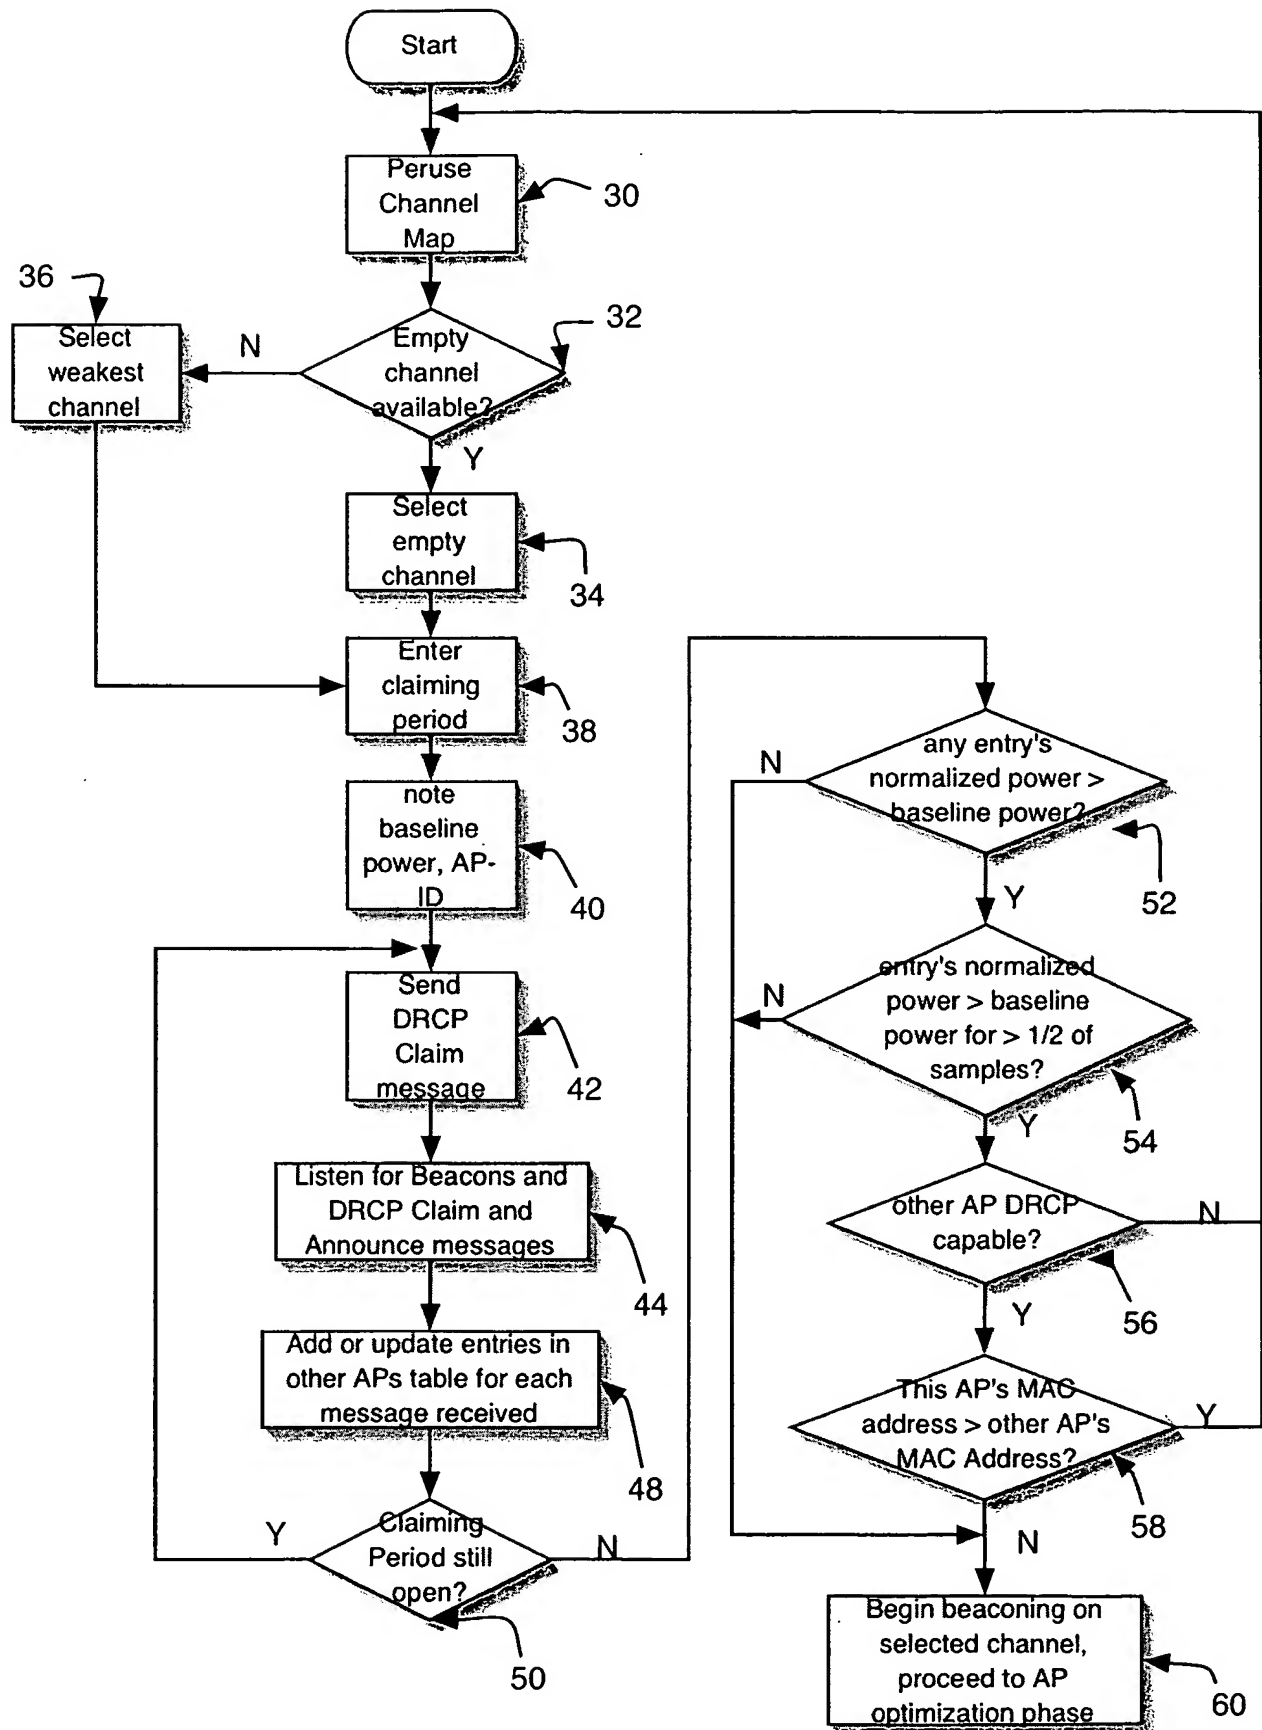 Start
Peruse
Channel
Map
30
36
32
Select
weakest
channel
N
Empty
channel
available?
Y
Select
empty
channel
34
Enter
claiming
period
38
note
baseline
power, AP-
ID
40
Send
DRCP
Claim
message
42
Listen for Beacons and
DRCP Claim and
Announce messages
44
Add or update entries in
other APs table for each
message received
48
Claiming
Period still
open?
Y
N
50
any entry's
normalized power >
baseline power?
N
52
Y
entry's normalized
power > baseline
power for > 1/2 of
samples?
N
54
Y
other AP DRCP
capable?
N
56
Y
This AP's MAC
address > other AP's
MAC Address?
Y
58
N
Begin beaconing on
selected channel,
proceed to AP
optimization phase
60